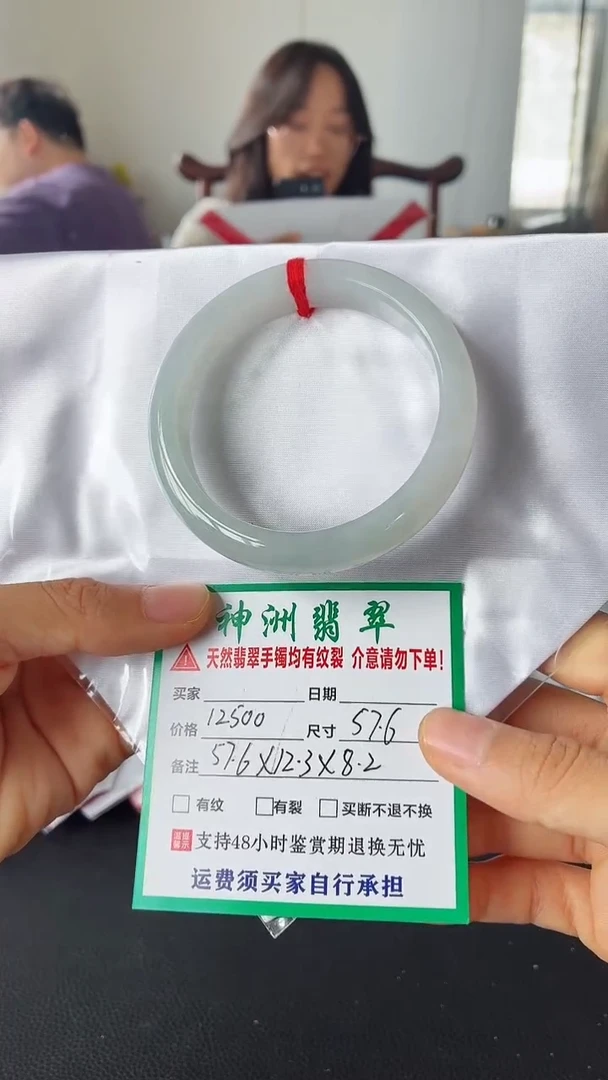 神洲翡翠
天然翡翠手镯均有纹裂 介意请勿下单!
买家 日期
价格 12500 尺寸 57.6
备注 57.6X12.3X8.2
有纹 有裂 买断不退不换
温馨提示 支持48小时鉴赏期退换无忧
运费须买家自行承担